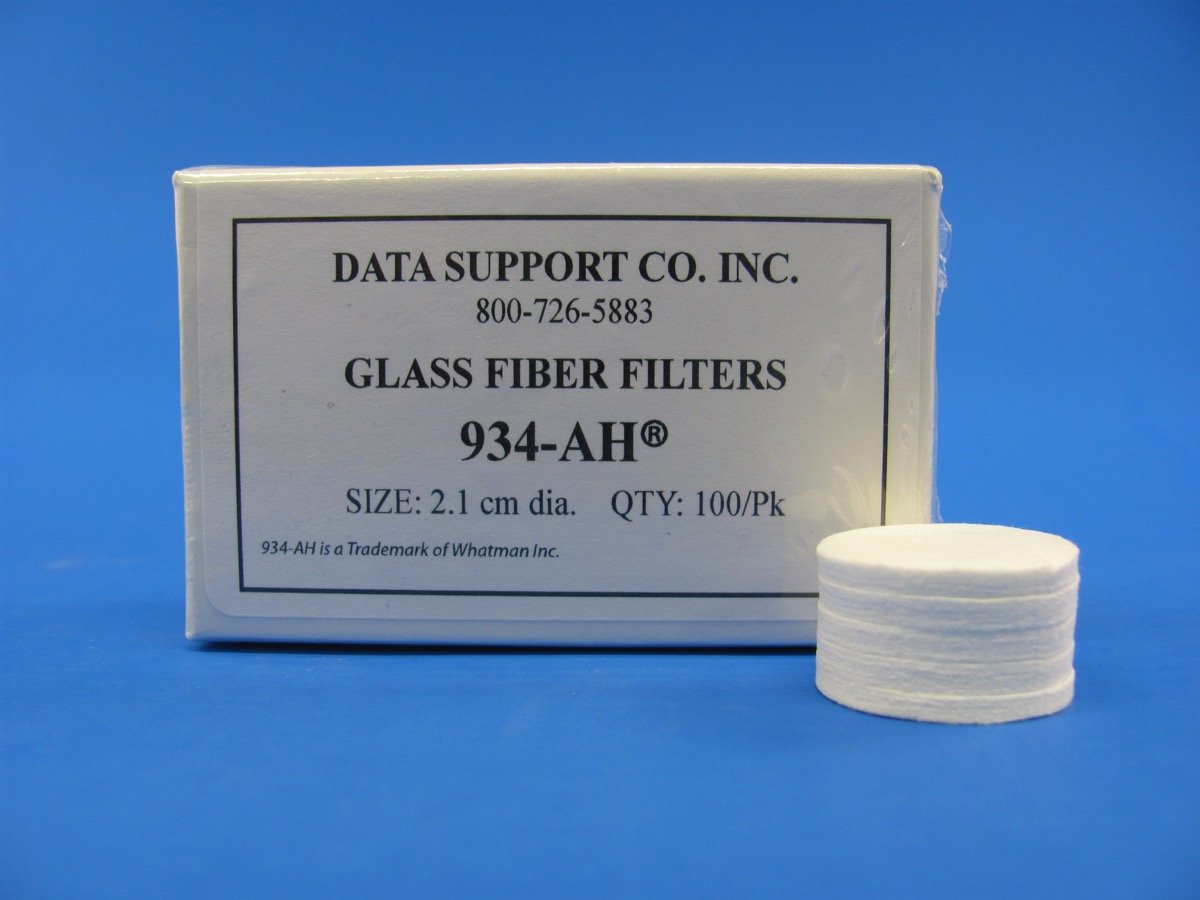 DATA SUPPORT CO. INC.
800-726-5883
GLASS FIBER FILTERS
934-AH®
SIZE: 2.1 cm dia. QTY: 100/Pk
934-AH is a Trademark of Whatman Inc.